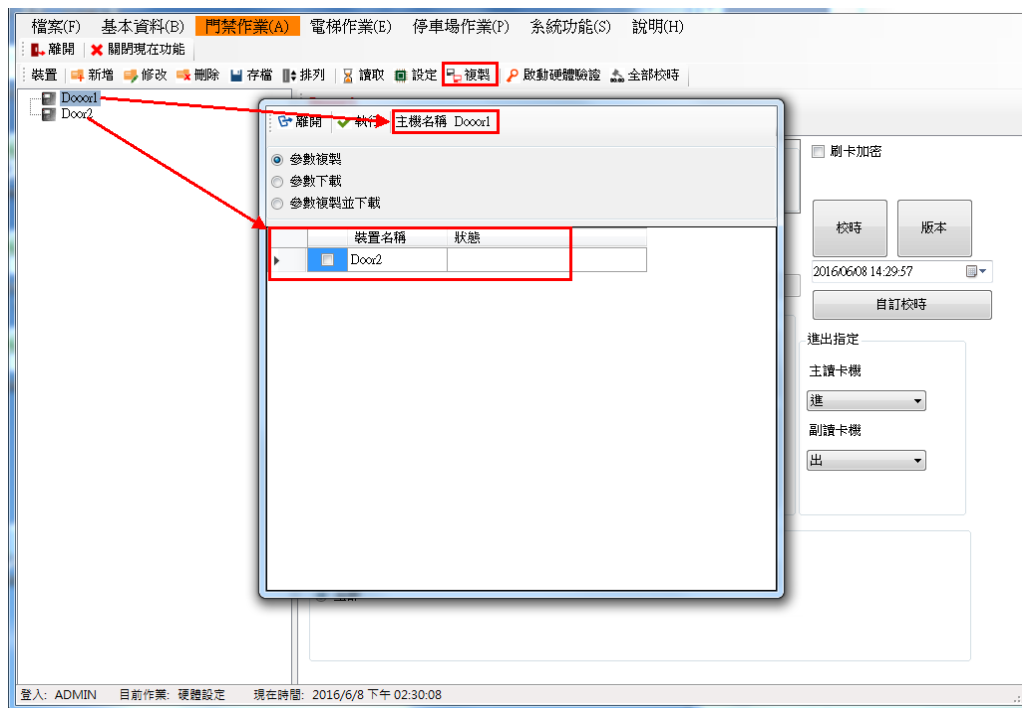 檔案(F) 基本資料(B) 門禁作業(A) 電梯作業(E) 停車場作業(P) 系統功能(S) 說明(H)
離開 關閉現在功能
裝置 新增 修改 刪除 存檔 排列 讀取 設定 複製 啟動硬體驗證 全部校時
Dooor1
Door2
離開 執行 主機名稱 Dooor1
參數複製
參數下載
參數複製並下載
裝置名稱 狀態
Door2
刷卡加密
校時 版本
2016/06/08 14:29:57
自訂校時
進出指定
主讀卡機
進
副讀卡機
出
登入: ADMIN 目前作業: 硬體設定 現在時間: 2016/6/8 下午 02:30:08